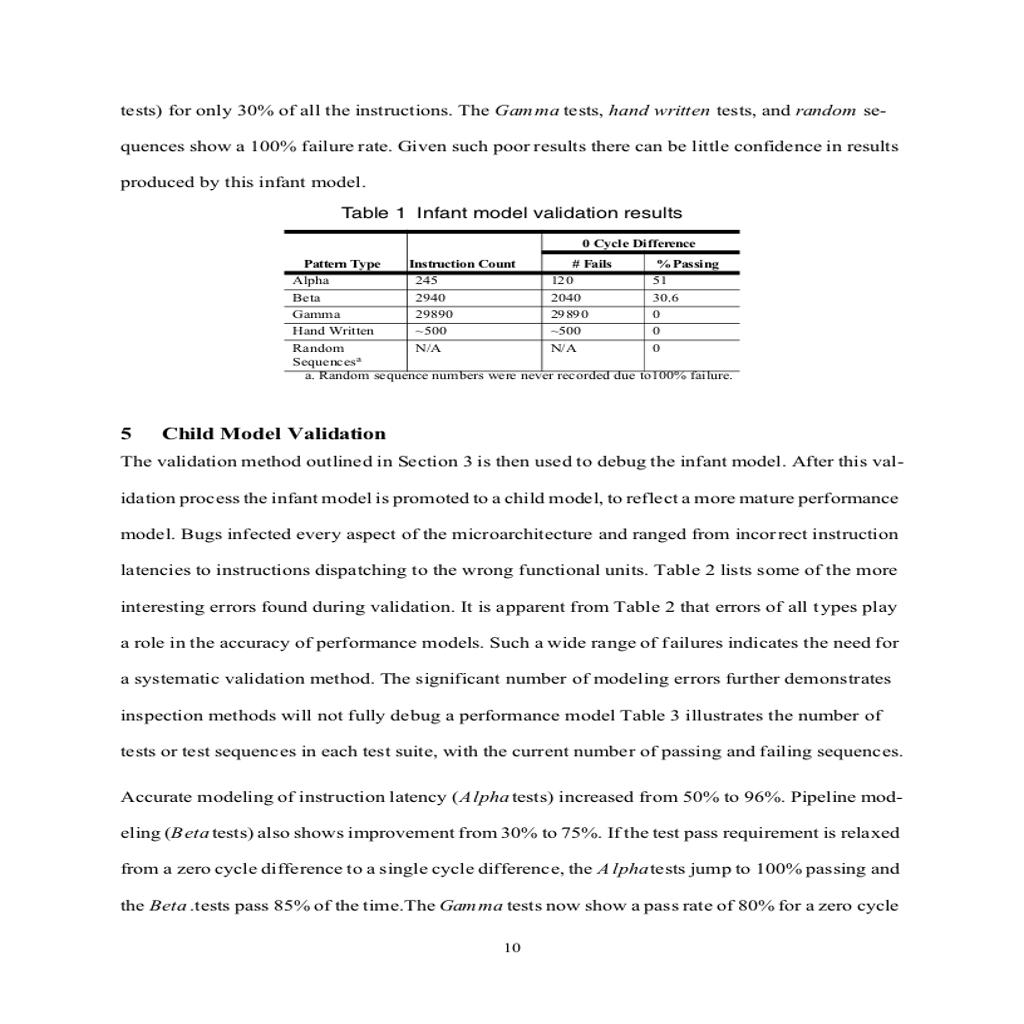 tests) for only 30% of all the instructions. The Gamma tests, hand written tests, and random se-
quences show a 100% failure rate. Given such poor results there can be little confidence in results
produced by this infant model.
Table 1 Infant model validation results
0 Cycle Difference
Pattern Type Instruction Count # Fails % Passing
Alpha 245 120 51
Beta 2940 2040 30.6
Gamma 29890 29890 0
Hand Written ~500 ~500 0
Random N/A N/A 0
Sequencesa
a. Random sequence numbers were never recorded due to100% failure.
5 Child Model Validation
The validation method outlined in Section 3 is then used to debug the infant model. After this val-
idation process the infant model is promoted to a child model, to reflect a more mature performance
model. Bugs infected every aspect of the microarchitecture and ranged from incorrect instruction
latencies to instructions dispatching to the wrong functional units. Table 2 lists some of the more
interesting errors found during validation. It is apparent from Table 2 that errors of all types play
a role in the accuracy of performance models. Such a wide range of failures indicates the need for
a systematic validation method. The significant number of modeling errors further demonstrates
inspection methods will not fully debug a performance model Table 3 illustrates the number of
tests or test sequences in each test suite, with the current number of passing and failing sequences.
Accurate modeling of instruction latency (Alpha tests) increased from 50% to 96%. Pipeline mod-
eling (Beta tests) also shows improvement from 30% to 75%. If the test pass requirement is relaxed
from a zero cycle difference to a single cycle difference, the Alpha tests jump to 100% passing and
the Beta .tests pass 85% of the time.The Gamma tests now show a pass rate of 80% for a zero cycle
10